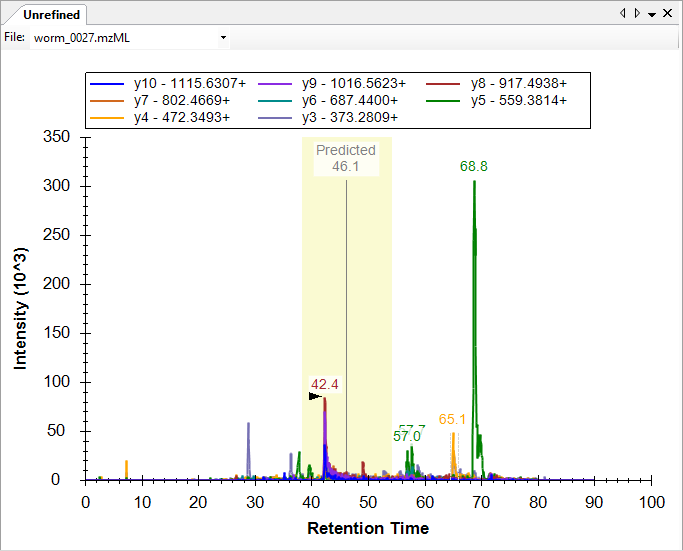 Unrefined
File: worm_0027.mzML
y10 - 1115.6307+ y9 - 1016.5623+ y8 - 917.4938+
y7 - 802.4669+ y6 - 687.4400+ y5 - 559.3814+
y4 - 472.3493+ y3 - 373.2809+
350
Predicted
46.1
68.8
300
250
200
150
100
42.4
65.1
57.7
57.0
50
0
0 10 20 30 40 50 60 70 80 90 100
Intensity (10^3)
Retention Time